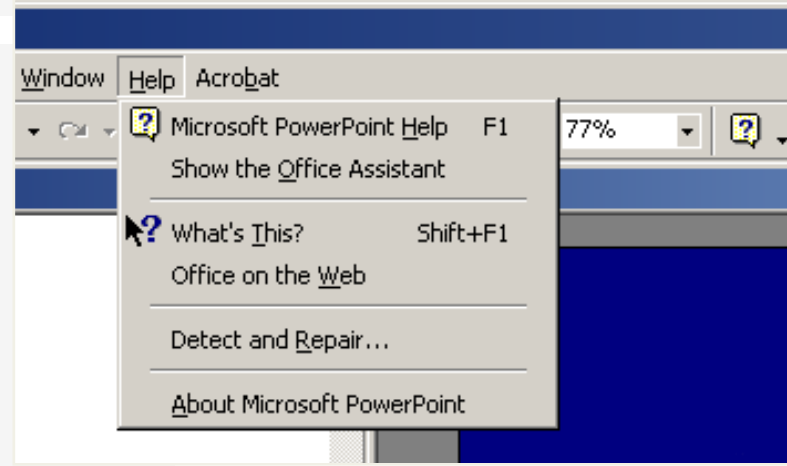 Window Help Acrobat
Microsoft PowerPoint Help F1 77%
Show the Office Assistant
What's This? Shift+F1
Office on the Web
Detect and Repair...
About Microsoft PowerPoint